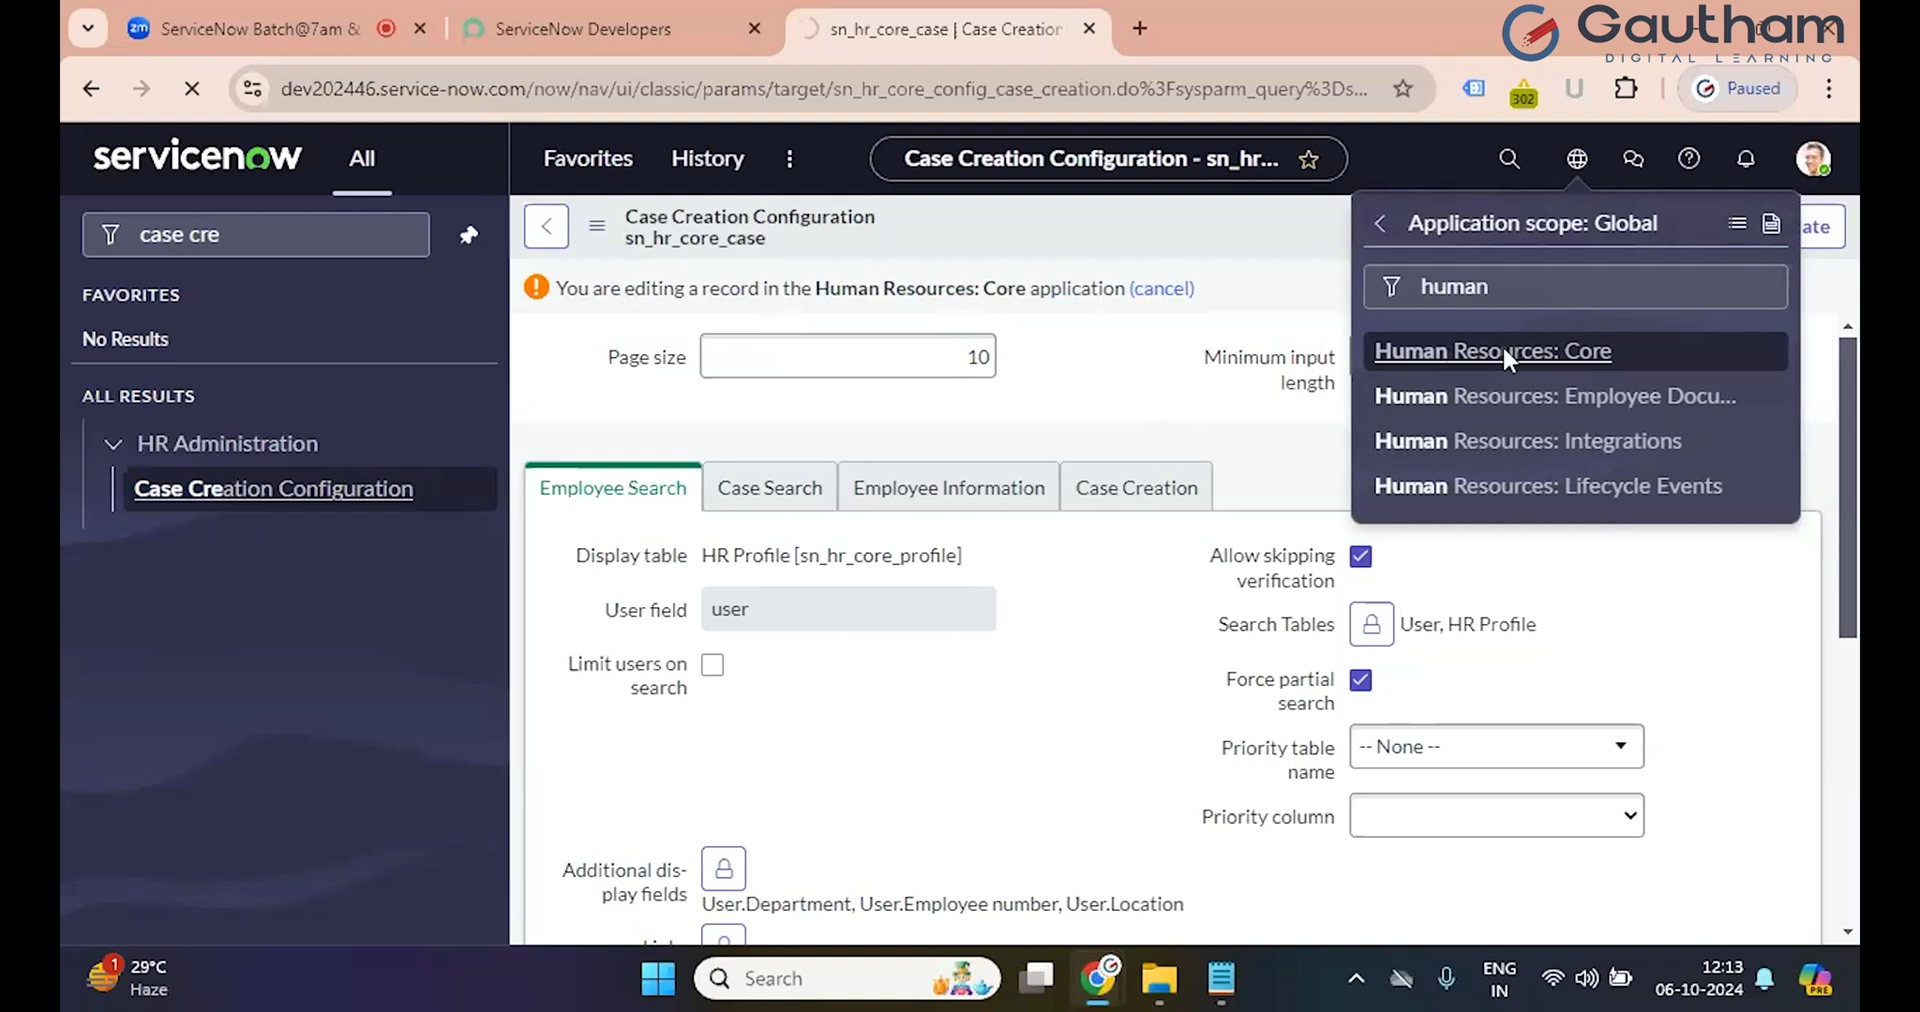 zm ServiceNow Batch@7am &
ServiceNow Developers
sn_hr_core_case | Case Creation
Gautham
DIGITAL LEARNING
dev202446.service-now.com/now/nav/ui/classic/params/target/sn_hr_core_config_case_creation.do%3Fsysparm_query%3Ds...
302
U
Paused
servicenow
All
Favorites
History
Case Creation Configuration - sn_hr...
case cre
FAVORITES
No Results
ALL RESULTS
HR Administration
Case Creation Configuration
Case Creation Configuration
sn_hr_core_case
ate
You are editing a record in the Human Resources: Core application (cancel)
Application scope: Global
human
Human Resources: Core
Human Resources: Employee Docu...
Human Resources: Integrations
Human Resources: Lifecycle Events
Page size
10
Minimum input
length
Employee Search
Case Search
Employee Information
Case Creation
Display table
HR Profile [sn_hr_core_profile]
User field
user
Limit users on
search
Allow skipping
verification
Search Tables
User, HR Profile
Force partial
search
Priority table
name
-- None --
Priority column
Additional dis-
play fields
User.Department, User.Employee number, User.Location
1
29°C
Haze
Search
ENG
IN
12:13
06-10-2024
PRE